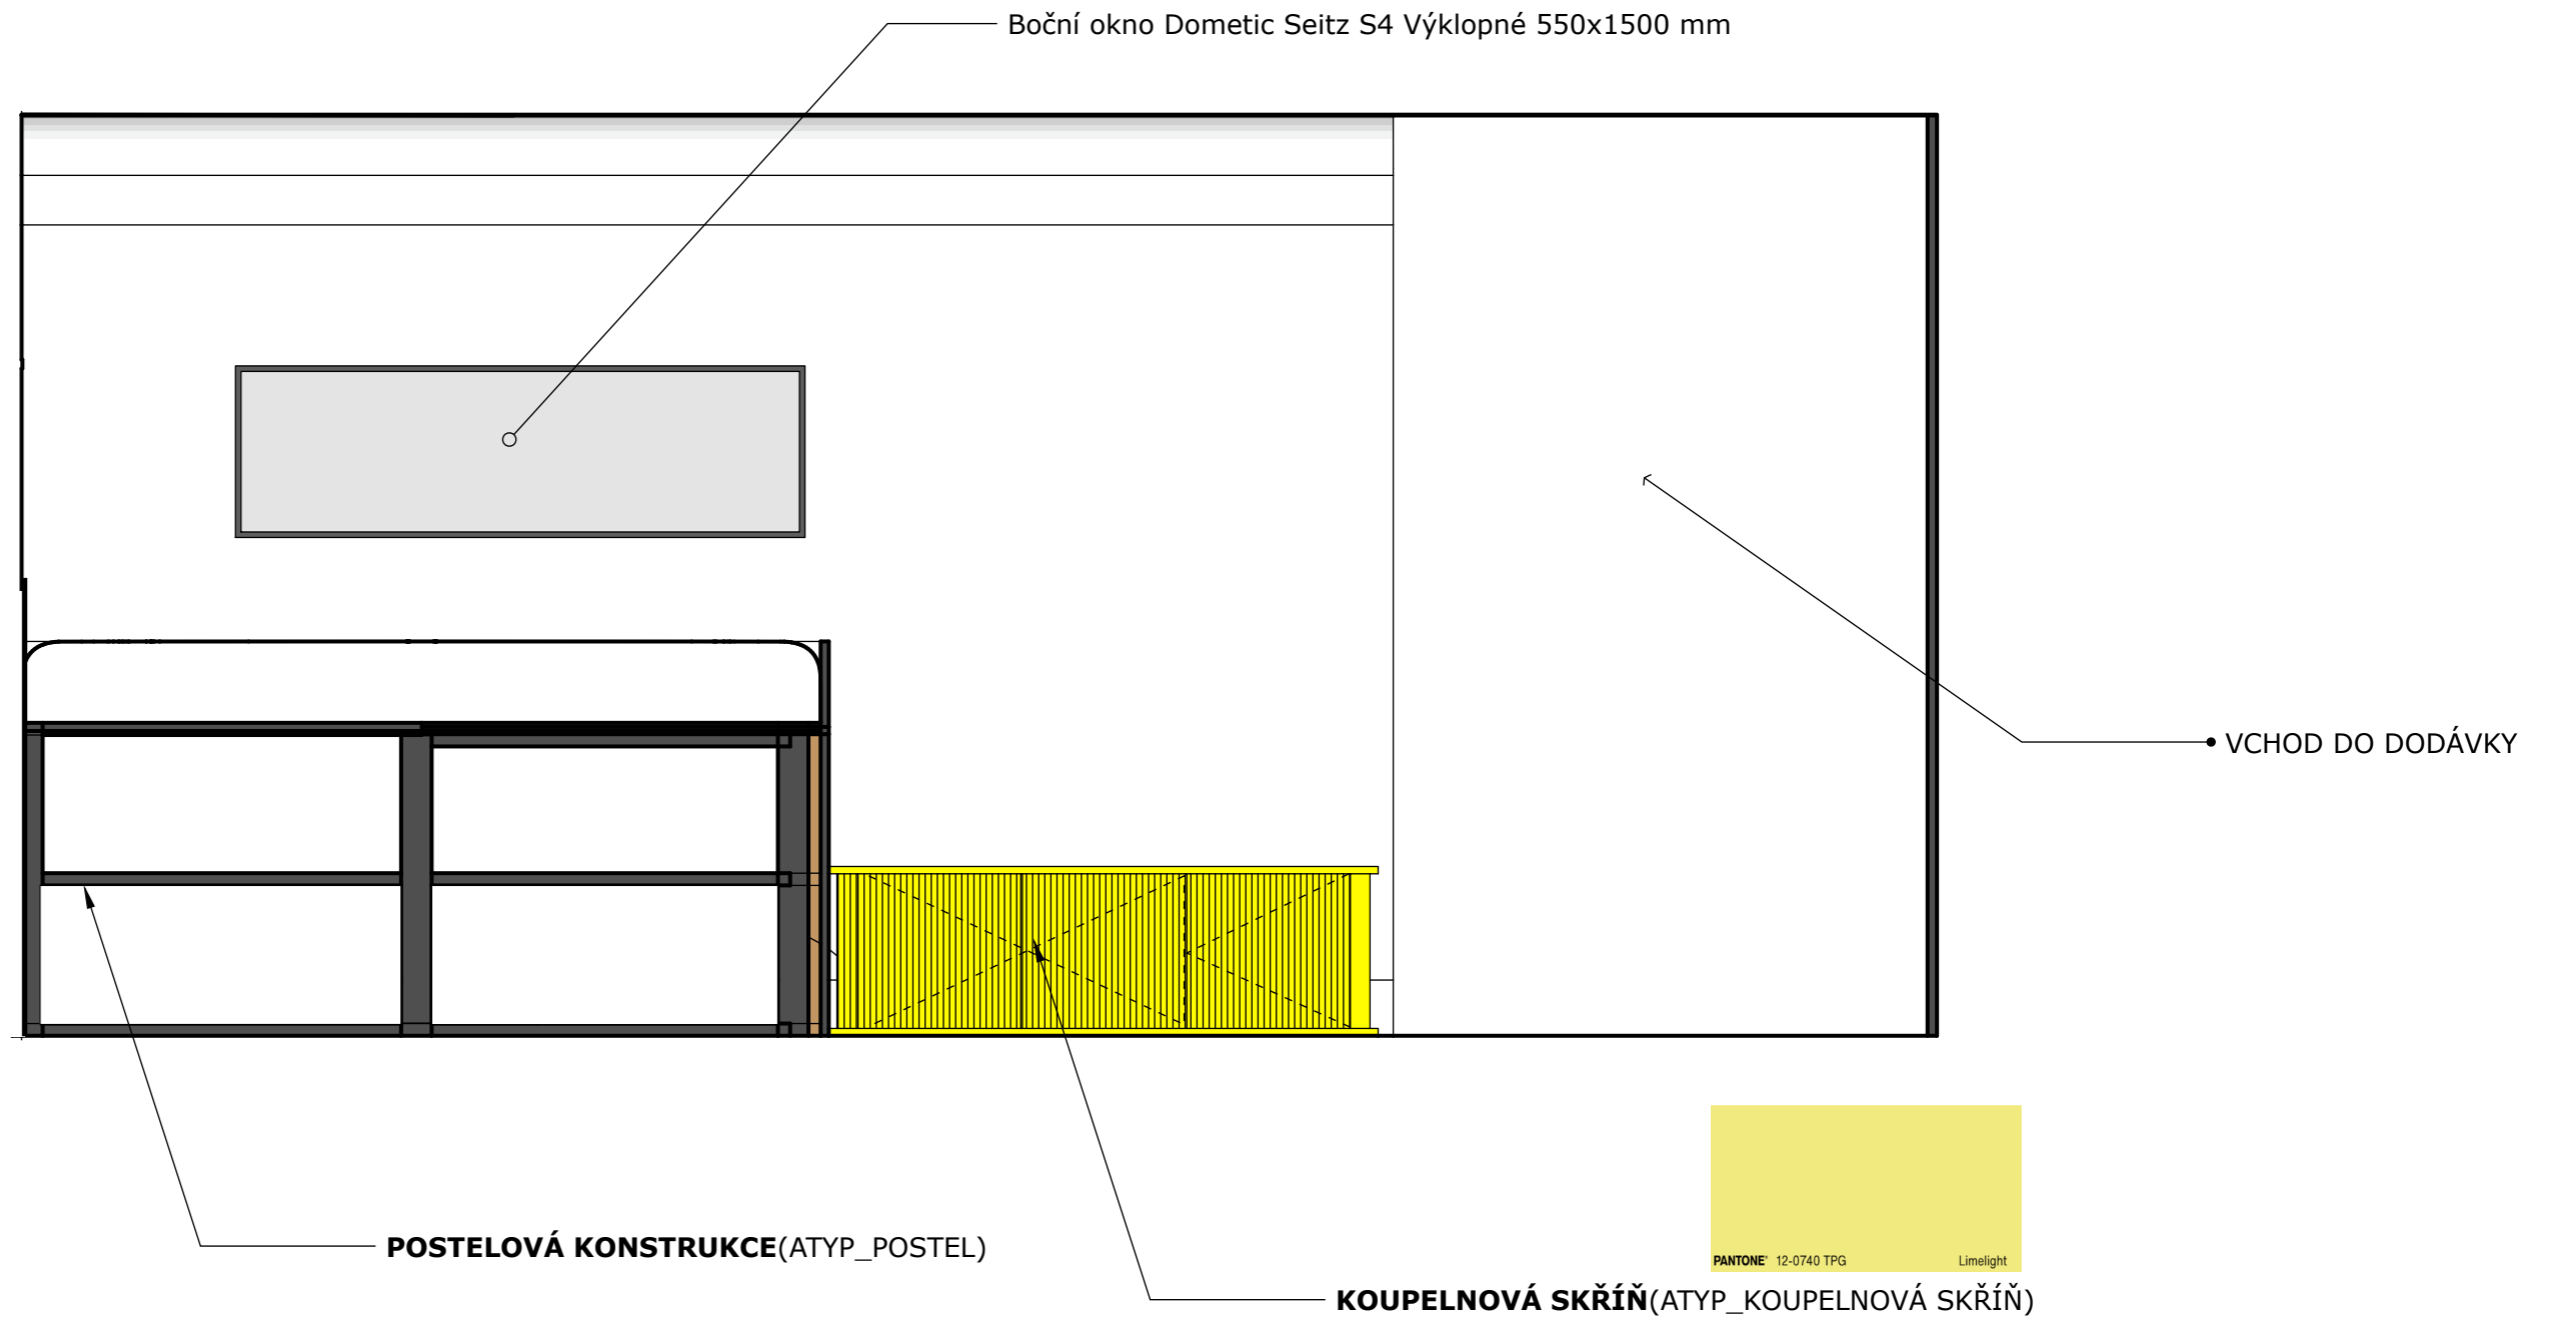 Boční okno Dometic Seitz S4 Výklopné 550x1500 mm
VCHOD DO DODÁVKY
POSTELOVÁ KONSTRUKCE(ATYP_POSTEL)
PANTONE® 12-0740 TPG Limelight
KOUPELNOVÁ SKŘÍŇ(ATYP_KOUPELNOVÁ SKŘÍŇ)